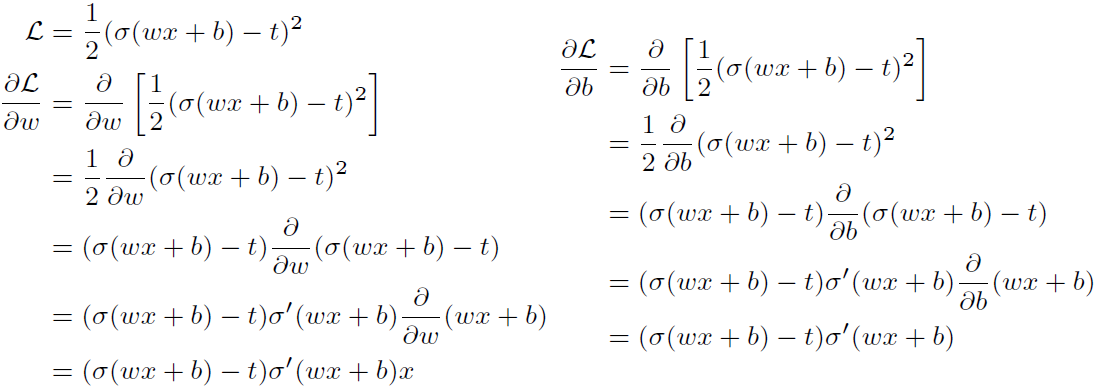 ℒ = 1/2 (σ(wx + b) − t)²
∂ℒ/∂w = ∂/∂w [1/2 (σ(wx + b) − t)²]
= 1/2 ∂/∂w (σ(wx + b) − t)²
= (σ(wx + b) − t) ∂/∂w (σ(wx + b) − t)
= (σ(wx + b) − t)σ′(wx + b) ∂/∂w (wx + b)
= (σ(wx + b) − t)σ′(wx + b)x
∂ℒ/∂b = ∂/∂b [1/2 (σ(wx + b) − t)²]
= 1/2 ∂/∂b (σ(wx + b) − t)²
= (σ(wx + b) − t) ∂/∂b (σ(wx + b) − t)
= (σ(wx + b) − t)σ′(wx + b) ∂/∂b (wx + b)
= (σ(wx + b) − t)σ′(wx + b)